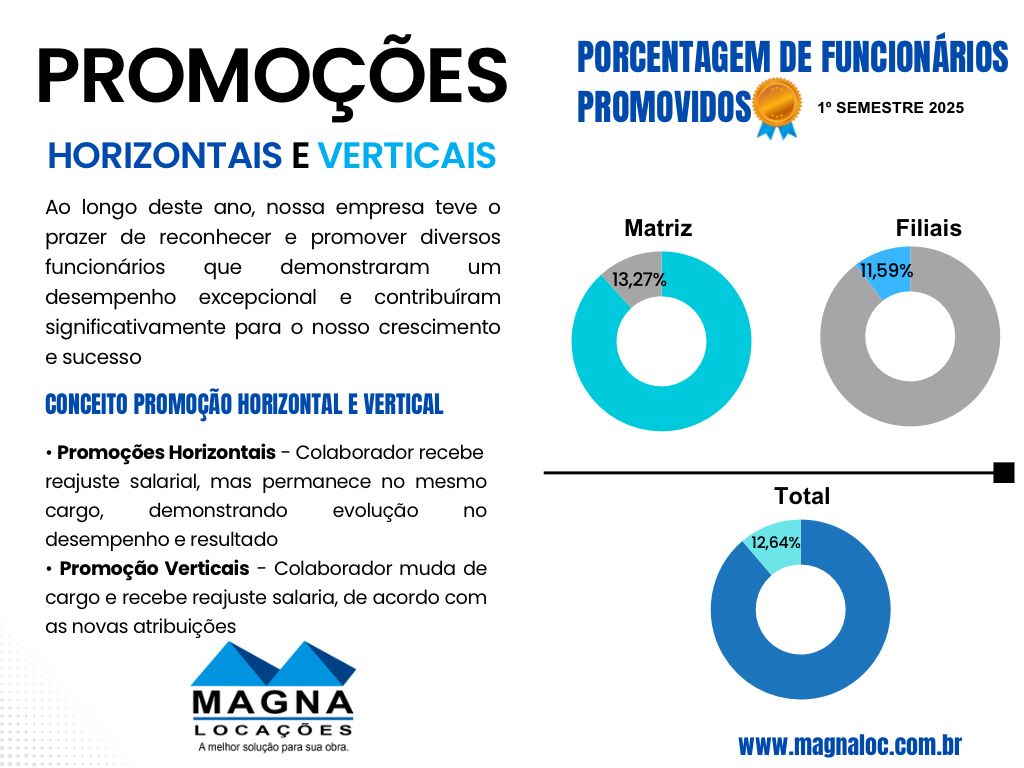 PROMOÇÕES
HORIZONTAIS E VERTICAIS
Ao longo deste ano, nossa empresa teve o
prazer de reconhecer e promover diversos
funcionários que demonstraram um
desempenho excepcional e contribuíram
significativamente para o nosso crescimento
e sucesso
CONCEITO PROMOÇÃO HORIZONTAL E VERTICAL
• Promoções Horizontais - Colaborador recebe
reajuste salarial, mas permanece no mesmo
cargo, demonstrando evolução no
desempenho e resultado
• Promoção Verticais - Colaborador muda de
cargo e recebe reajuste salaria, de acordo com
as novas atribuições
MAGNA
LOCAÇÕES
A melhor solução para sua obra.
PORCENTAGEM DE FUNCIONÁRIOS
PROMOVIDOS 1º SEMESTRE 2025
Matriz
13,27%
Filiais
11,59%
Total
12,64%
www.magnaloc.com.br